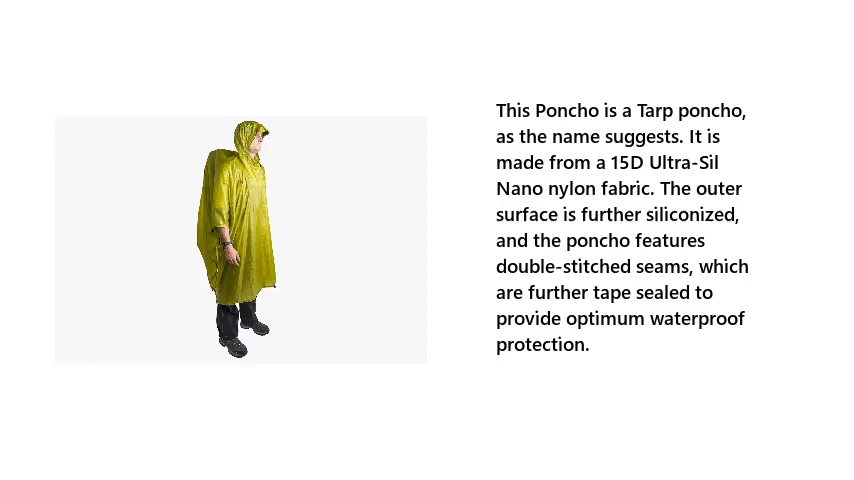 This Poncho is a Tarp poncho,
as the name suggests. It is
made from a 15D Ultra-Sil
Nano nylon fabric. The outer
surface is further siliconized,
and the poncho features
double-stitched seams, which
are further tape sealed to
provide optimum waterproof
protection.